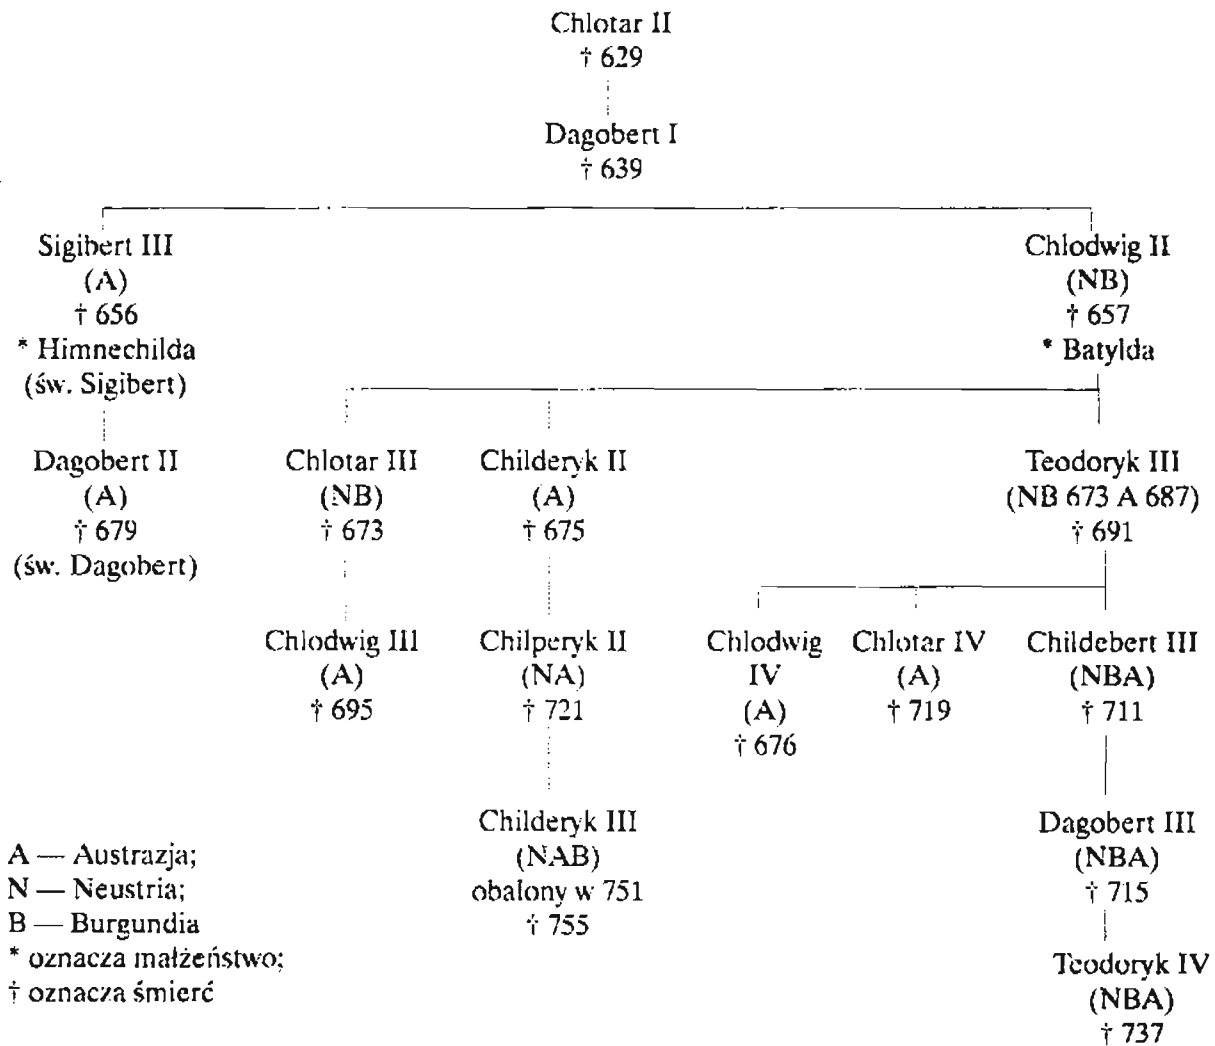 Chlotar II
† 629
Dagobert I
† 639
Sigibert III
(A)
† 656
* Himnechilda
(św. Sigibert)
Chlodwig II
(NB)
† 657
* Batylda
Dagobert II
(A)
† 679
(św. Dagobert)
Chlotar III
(NB)
† 673
Childeryk II
(A)
† 675
Teodoryk III
(NB 673 A 687)
† 691
Chlodwig III
(A)
† 695
Chilperyk II
(NA)
† 721
Chlodwig
IV
(A)
† 676
Chlotar IV
(A)
† 719
Childebert III
(NBA)
† 711
Childeryk III
(NAB)
obalony w 751
† 755
Dagobert III
(NBA)
† 715
Teodoryk IV
(NBA)
† 737
A — Austrazja;
N — Neustria;
B — Burgundia
* oznacza małżeństwo;
† oznacza śmierć